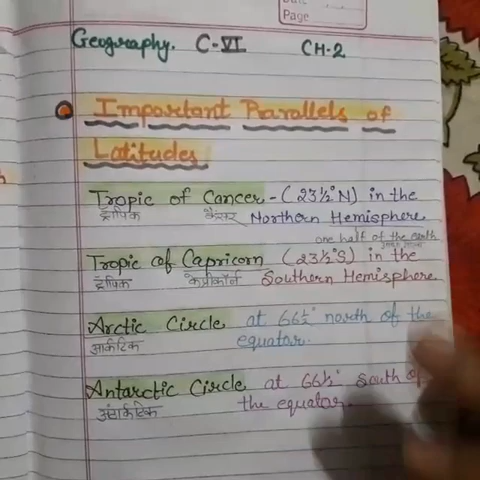 Page
Geography. C-VI CH-2
Important Parallels of
Latitudes
Tropic of Cancer - (23½°N) in the
ट्रॉपिक कैंसर Northern Hemisphere
one half of the earth
Tropic of Capricorn (23½°S) in the
ट्रॉपिक कैप्रीकॉर्न Southern Hemisphere
Arctic Circle at 66½° north of the
आर्कटिक equator.
Antarctic Circle at 66½° South of
अंटार्कटिक the equator.